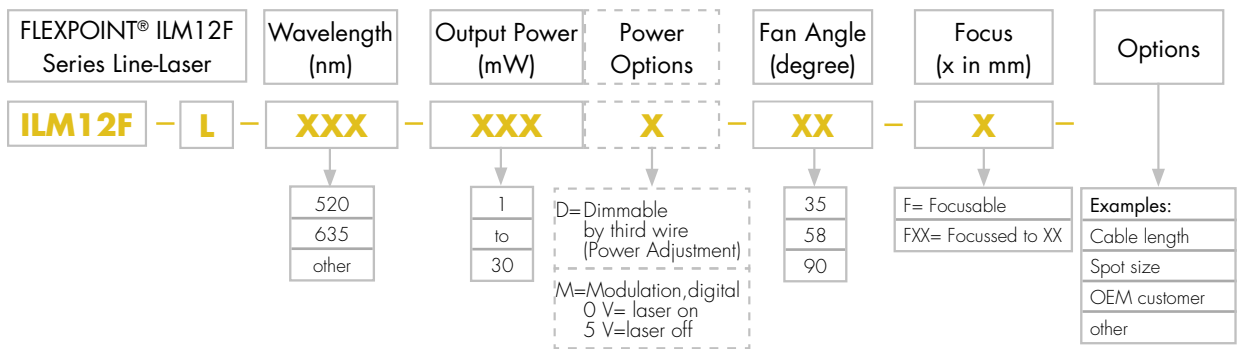 FLEXPOINT® ILM12F
Series Line-Laser
Wavelength
(nm)
Output Power
(mW)
Power
Options
Fan Angle
(degree)
Focus
(x in mm)
Options
ILM12F – L – XXX – XXX X – XX – X –
520
635
other
1
to
30
D=Dimmable
by third wire
(Power Adjustment)
M=Modulation,digital
0 V= laser on
5 V=laser off
35
58
90
F= Focusable
FXX= Focussed to XX
Examples:
Cable length
Spot size
OEM customer
other